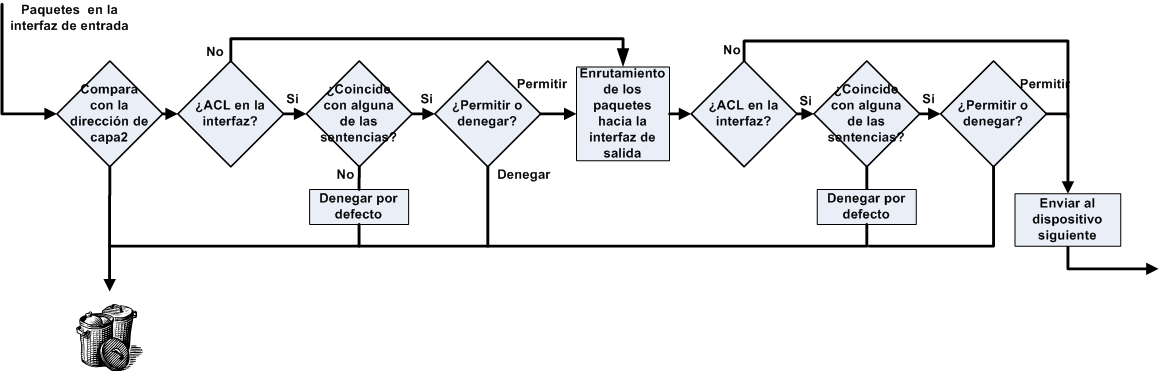 Paquetes en la
interfaz de entrada
Compara
con la
dirección de
capa2
No
¿ACL en la
interfaz?
Si
¿Coincide
con alguna
de las
sentencias?
Si
No
Denegar por
defecto
¿Permitir o
denegar?
Permitir
Denegar
Enrutamiento
de los
paquetes
hacia la
interfaz de
salida
No
¿ACL en la
interfaz?
Si
¿Coincide
con alguna
de las
sentencias?
Si
Denegar por
defecto
¿Permitir o
denegar?
Permitir
Enviar al
dispositivo
siguiente